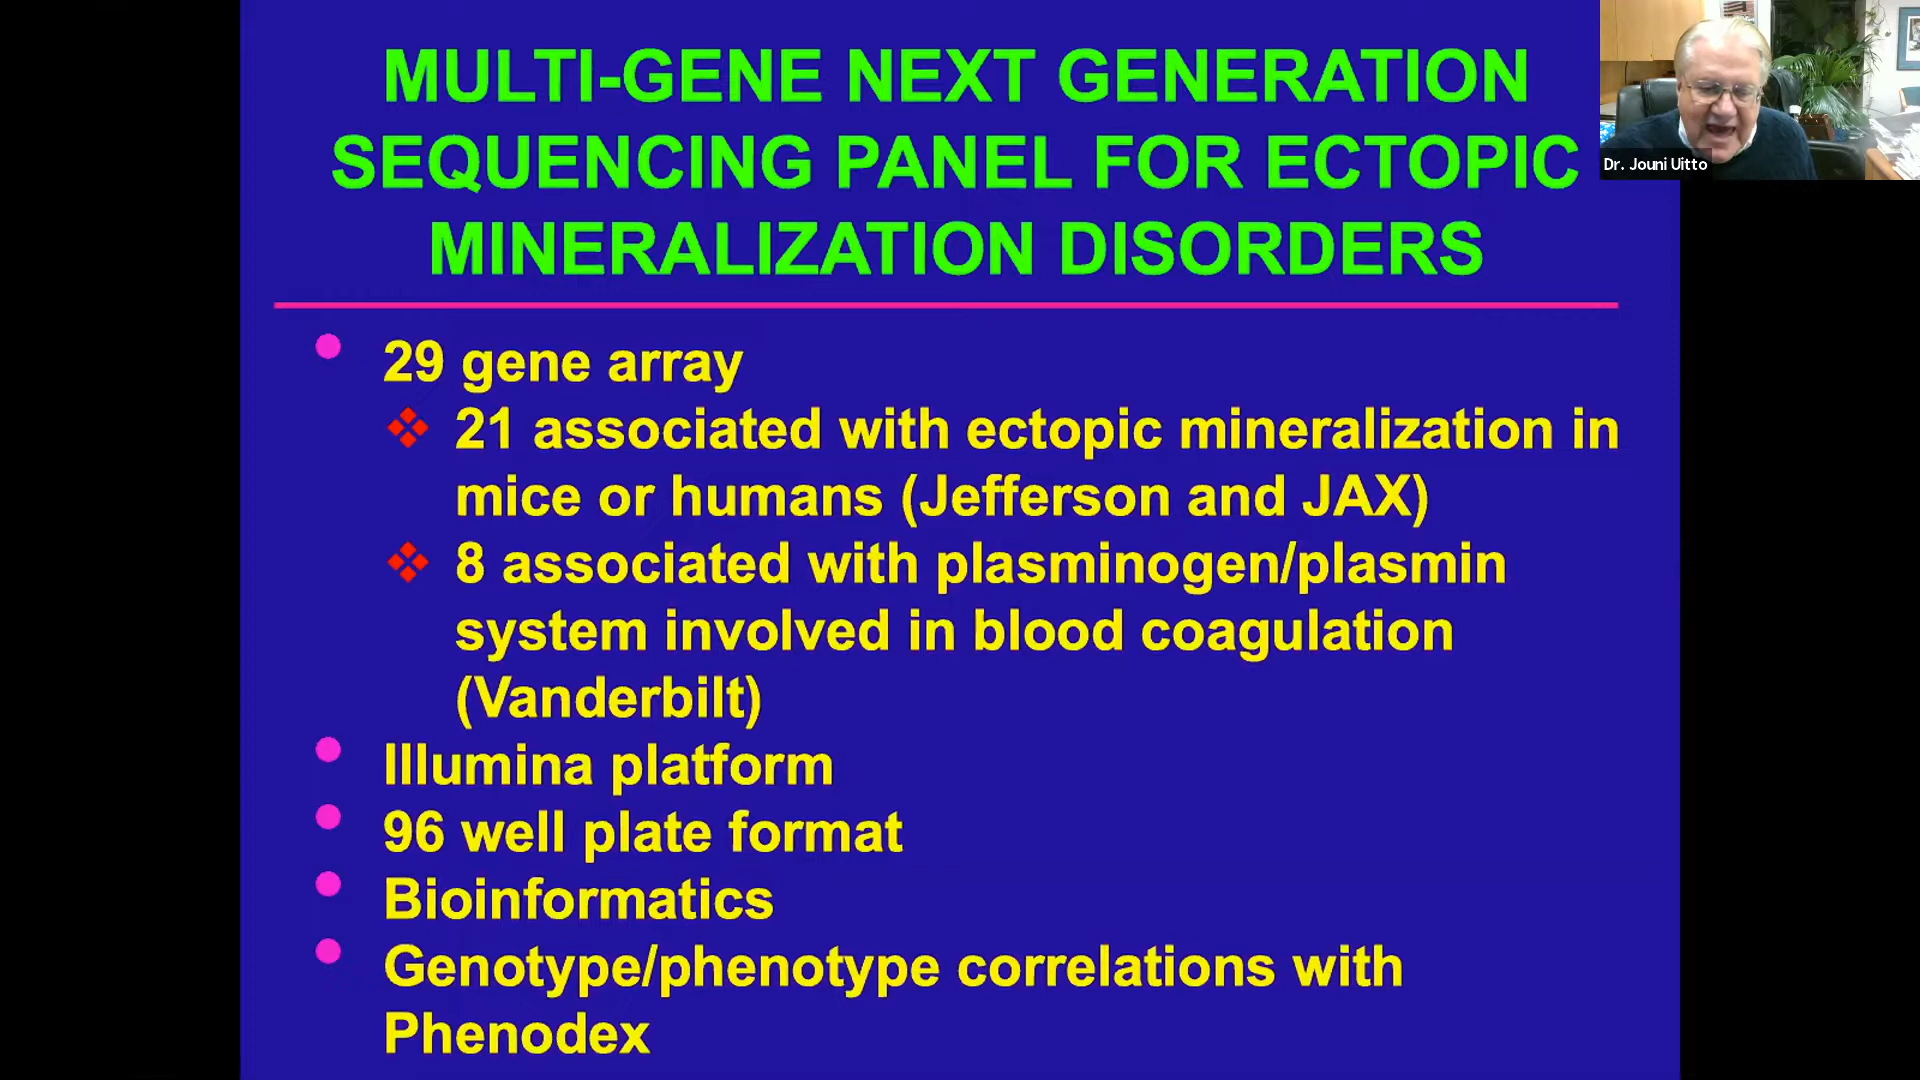 MULTI-GENE NEXT GENERATION
SEQUENCING PANEL FOR ECTOPIC
MINERALIZATION DISORDERS
Dr. Jouni Uitto
29 gene array
21 associated with ectopic mineralization in
mice or humans (Jefferson and JAX)
8 associated with plasminogen/plasmin
system involved in blood coagulation
(Vanderbilt)
Illumina platform
96 well plate format
Bioinformatics
Genotype/phenotype correlations with
Phenodex